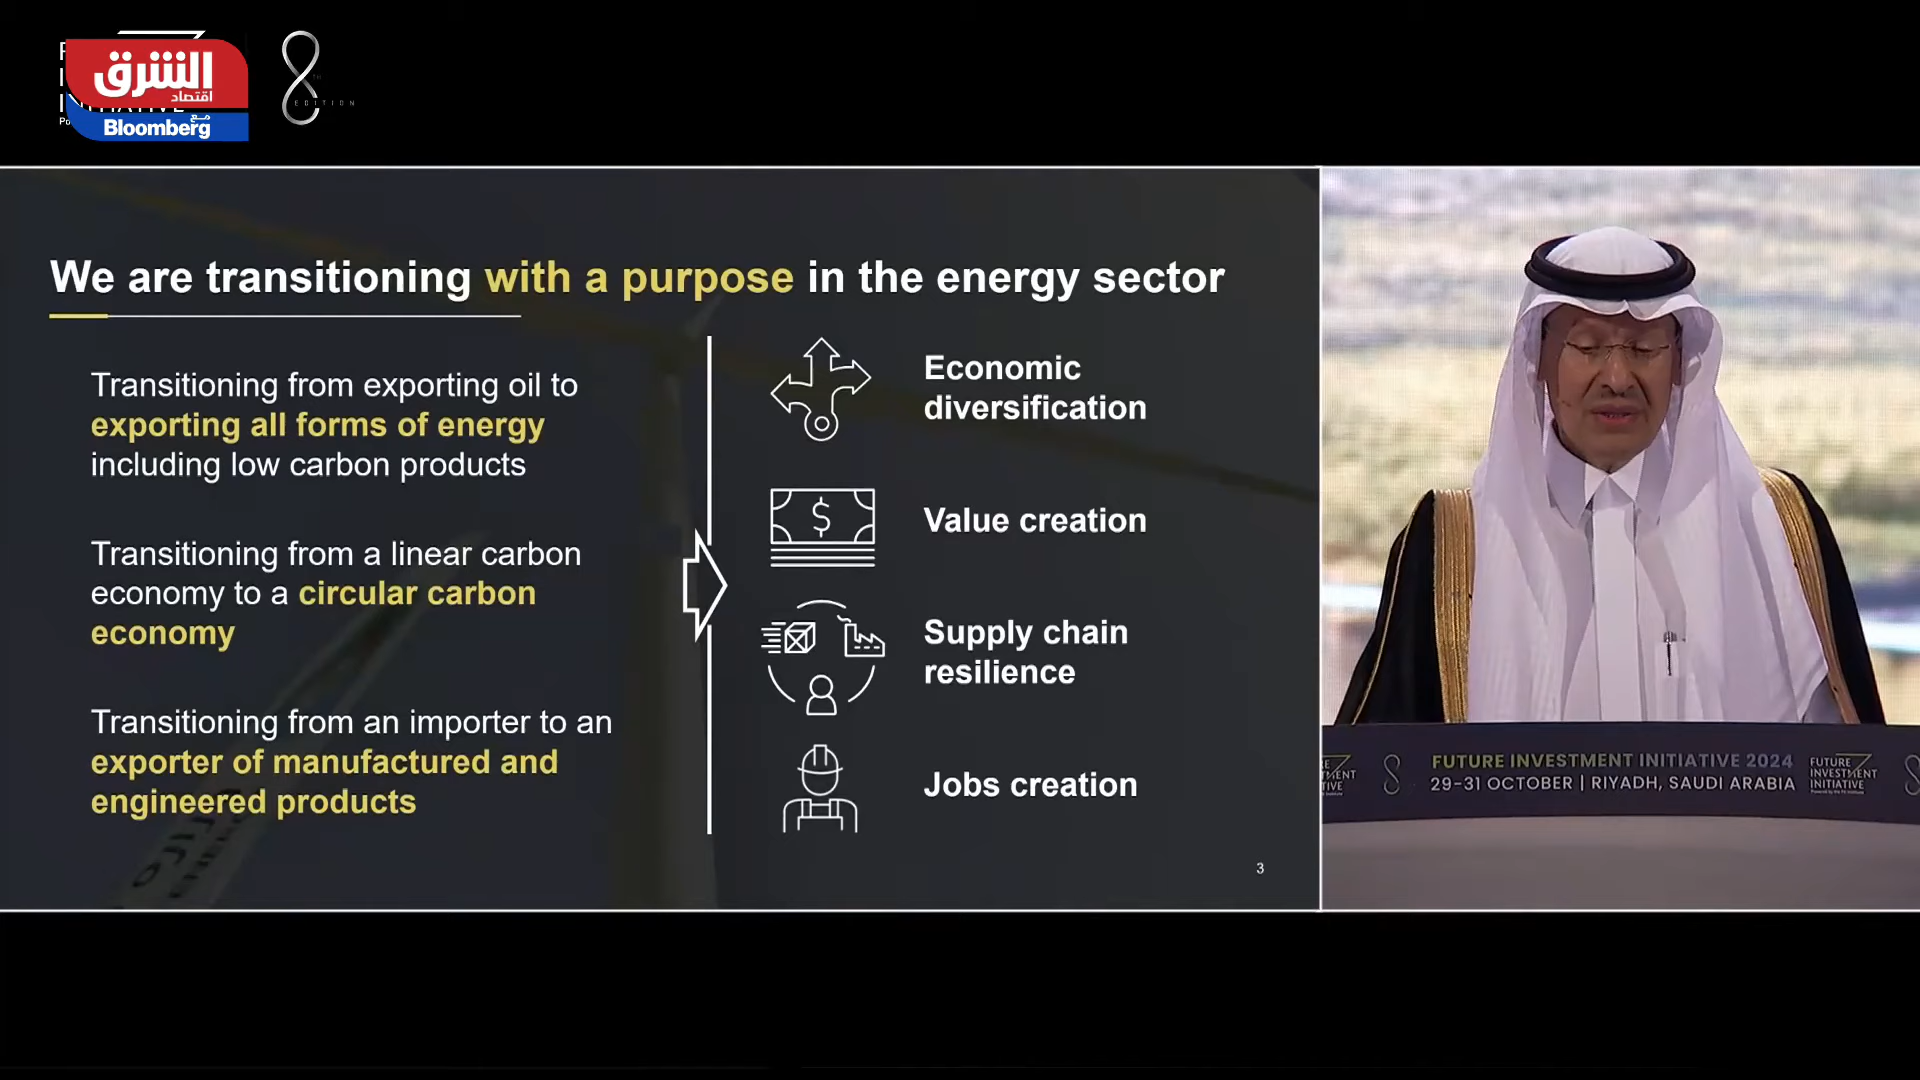 الشرق
اقتصاد
مع
Bloomberg
EDITION
We are transitioning with a purpose in the energy sector
Transitioning from exporting oil to
exporting all forms of energy
including low carbon products
Transitioning from a linear carbon
economy to a circular carbon
economy
Transitioning from an importer to an
exporter of manufactured and
engineered products
Economic
diversification
$
Value creation
Supply chain
resilience
Jobs creation
3
FUTURE INVESTMENT INITIATIVE 2024
29-31 OCTOBER | RIYADH, SAUDI ARABIA
FUTURE
INVESTMENT
INITIATIVE